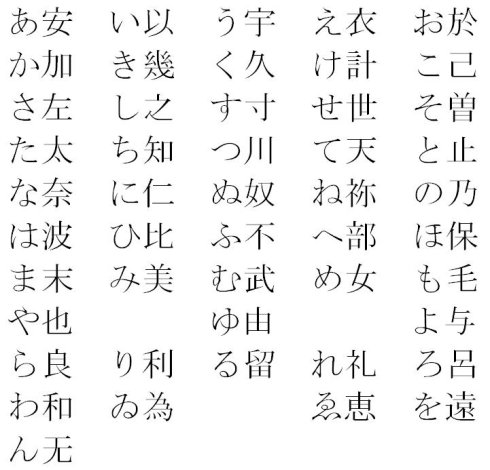 あ安 い以 う宇 え衣 お於
か加 き幾 く久 け計 こ己
さ左 し之 す寸 せ世 そ曽
た太 ち知 つ川 て天 と止
な奈 に仁 ぬ奴 ね祢 の乃
は波 ひ比 ふ不 へ部 ほ保
ま末 み美 む武 め女 も毛
や也 ゆ由 よ与
ら良 り利 る留 れ礼 ろ呂
わ和 ゐ為 ゑ恵 を遠
ん无